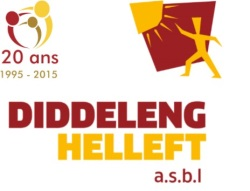 20 ans
1995 - 2015
DIDDELENG
HELLEFT
a.s.b.l